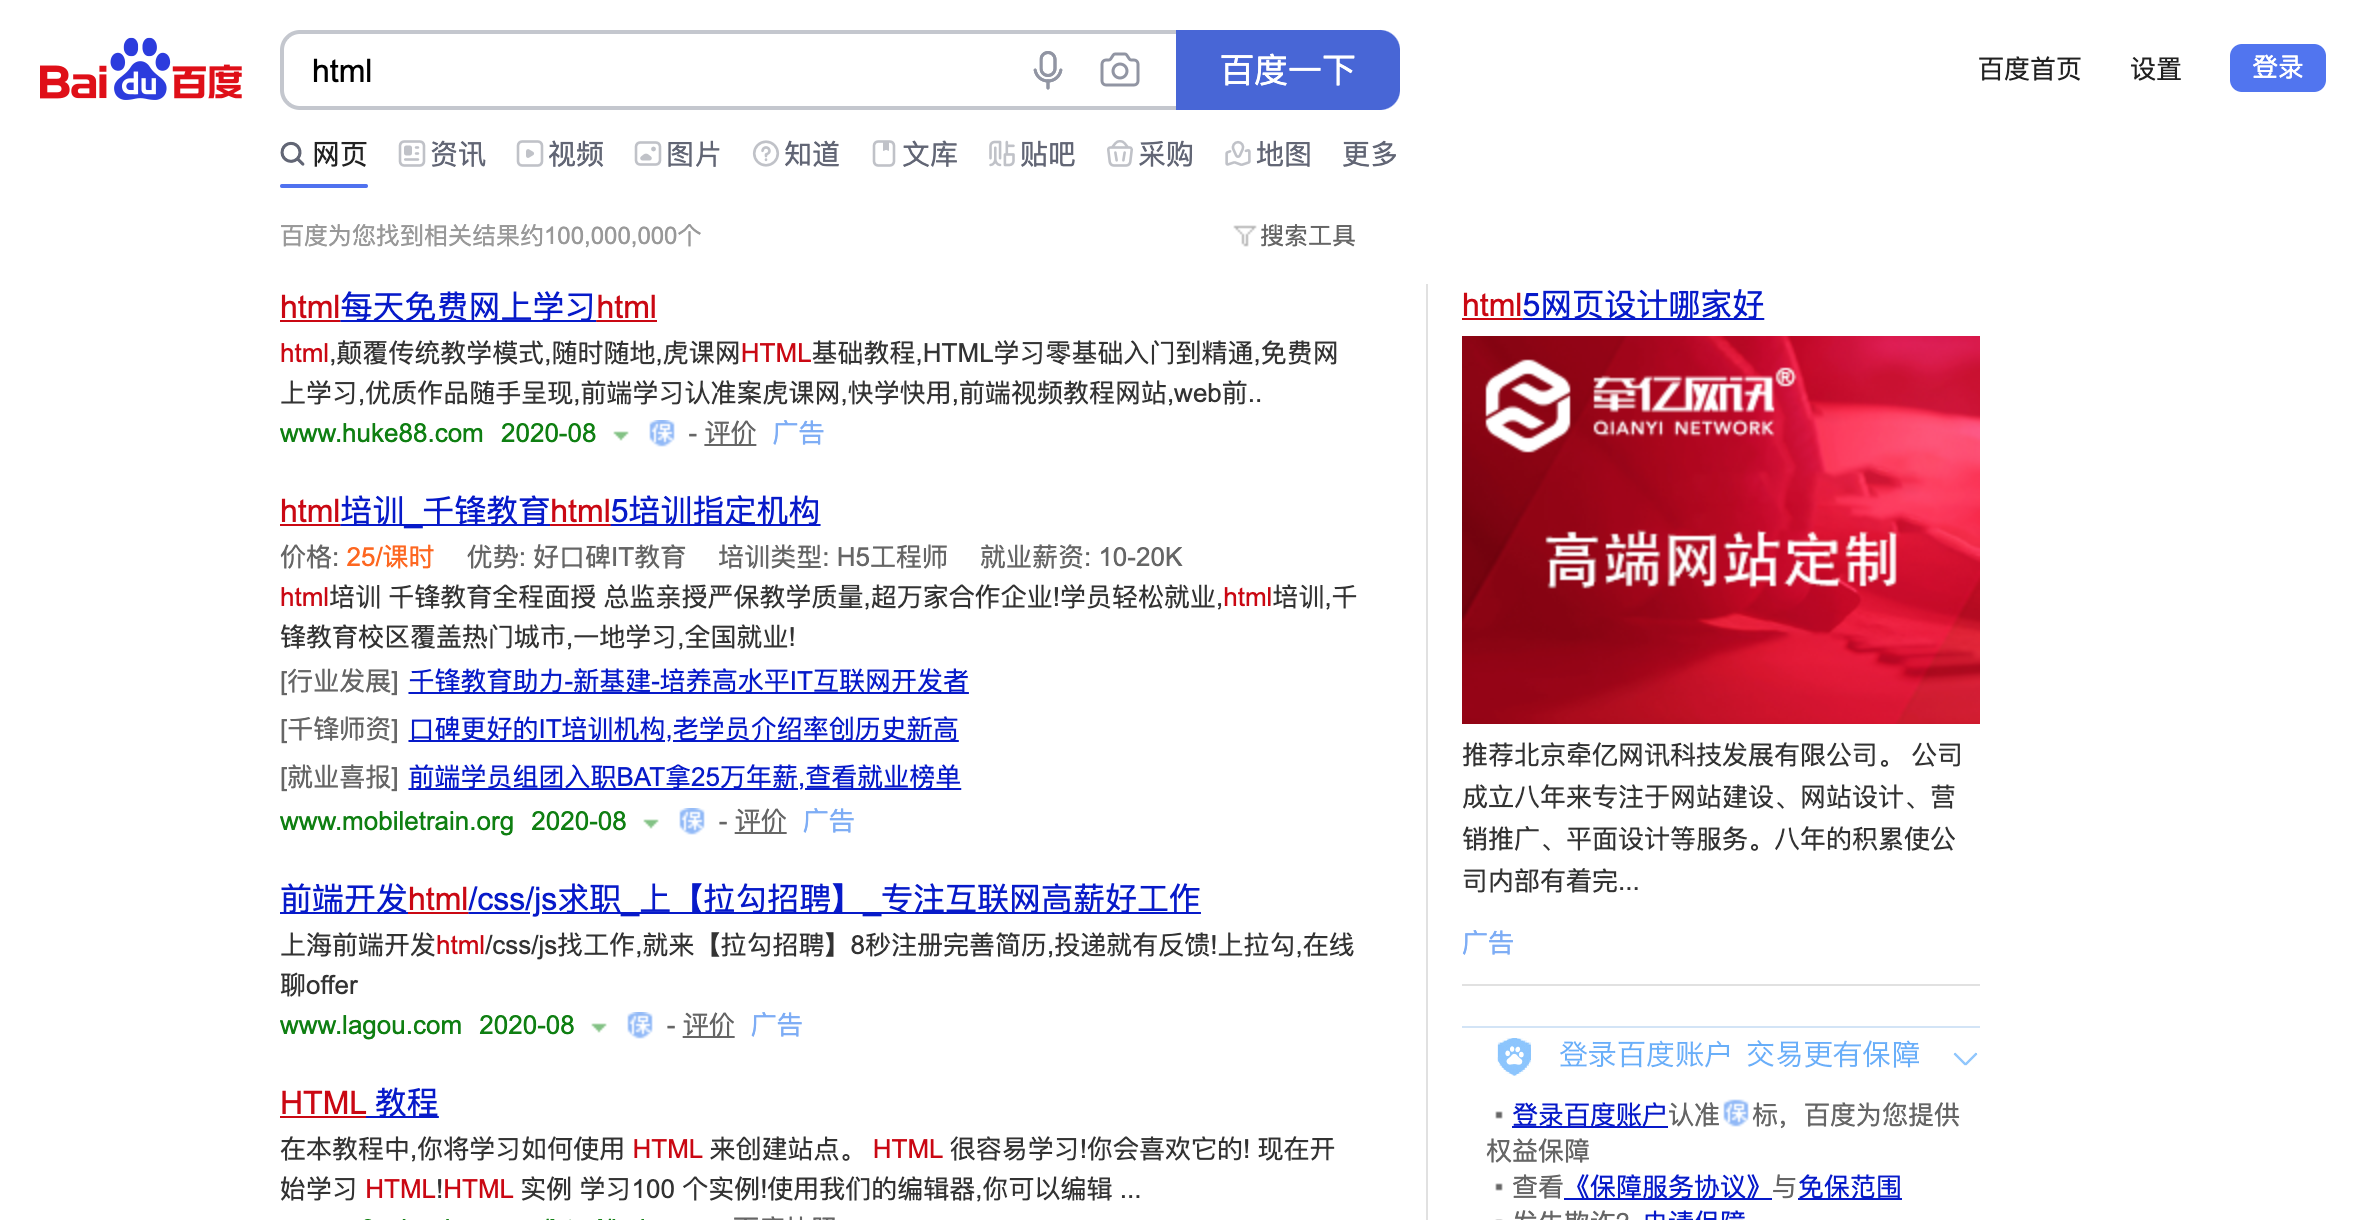 Bai du 百度
html
百度一下
百度首页 设置 登录
网页 资讯 视频 图片 知道 文库 贴吧 采购 地图 更多
百度为您找到相关结果约100,000,000个
搜索工具
html每天免费网上学习html
html,颠覆传统教学模式,随时随地,虎课网HTML基础教程,HTML学习零基础入门到精通,免费网
上学习,优质作品随手呈现,前端学习认准案虎课网,快学快用,前端视频教程网站,web前..
www.huke88.com 2020-08 保 - 评价 广告
html培训_千锋教育html5培训指定机构
价格: 25/课时 优势: 好口碑IT教育 培训类型: H5工程师 就业薪资: 10-20K
html培训 千锋教育全程面授 总监亲授严保教学质量,超万家合作企业!学员轻松就业,html培训,千
锋教育校区覆盖热门城市,一地学习,全国就业!
[行业发展] 千锋教育助力-新基建-培养高水平IT互联网开发者
[千锋师资] 口碑更好的IT培训机构,老学员介绍率创历史新高
[就业喜报] 前端学员组团入职BAT拿25万年薪,查看就业榜单
www.mobiletrain.org 2020-08 保 - 评价 广告
前端开发html/css/js求职_上【拉勾招聘】_专注互联网高薪好工作
上海前端开发html/css/js找工作,就来【拉勾招聘】8秒注册完善简历,投递就有反馈!上拉勾,在线
聊offer
www.lagou.com 2020-08 保 - 评价 广告
HTML 教程
在本教程中,你将学习如何使用 HTML 来创建站点。 HTML 很容易学习!你会喜欢它的! 现在开
始学习 HTML!HTML 实例 学习100 个实例!使用我们的编辑器,你可以编辑 ...
html5网页设计哪家好
牵亿网讯®
QIANYI NETWORK
高端网站定制
推荐北京牵亿网讯科技发展有限公司。 公司
成立八年来专注于网站建设、网站设计、营
销推广、平面设计等服务。八年的积累使公
司内部有着完...
广告
登录百度账户 交易更有保障
▪ 登录百度账户认准保标，百度为您提供
权益保障
▪ 查看《保障服务协议》与免保范围